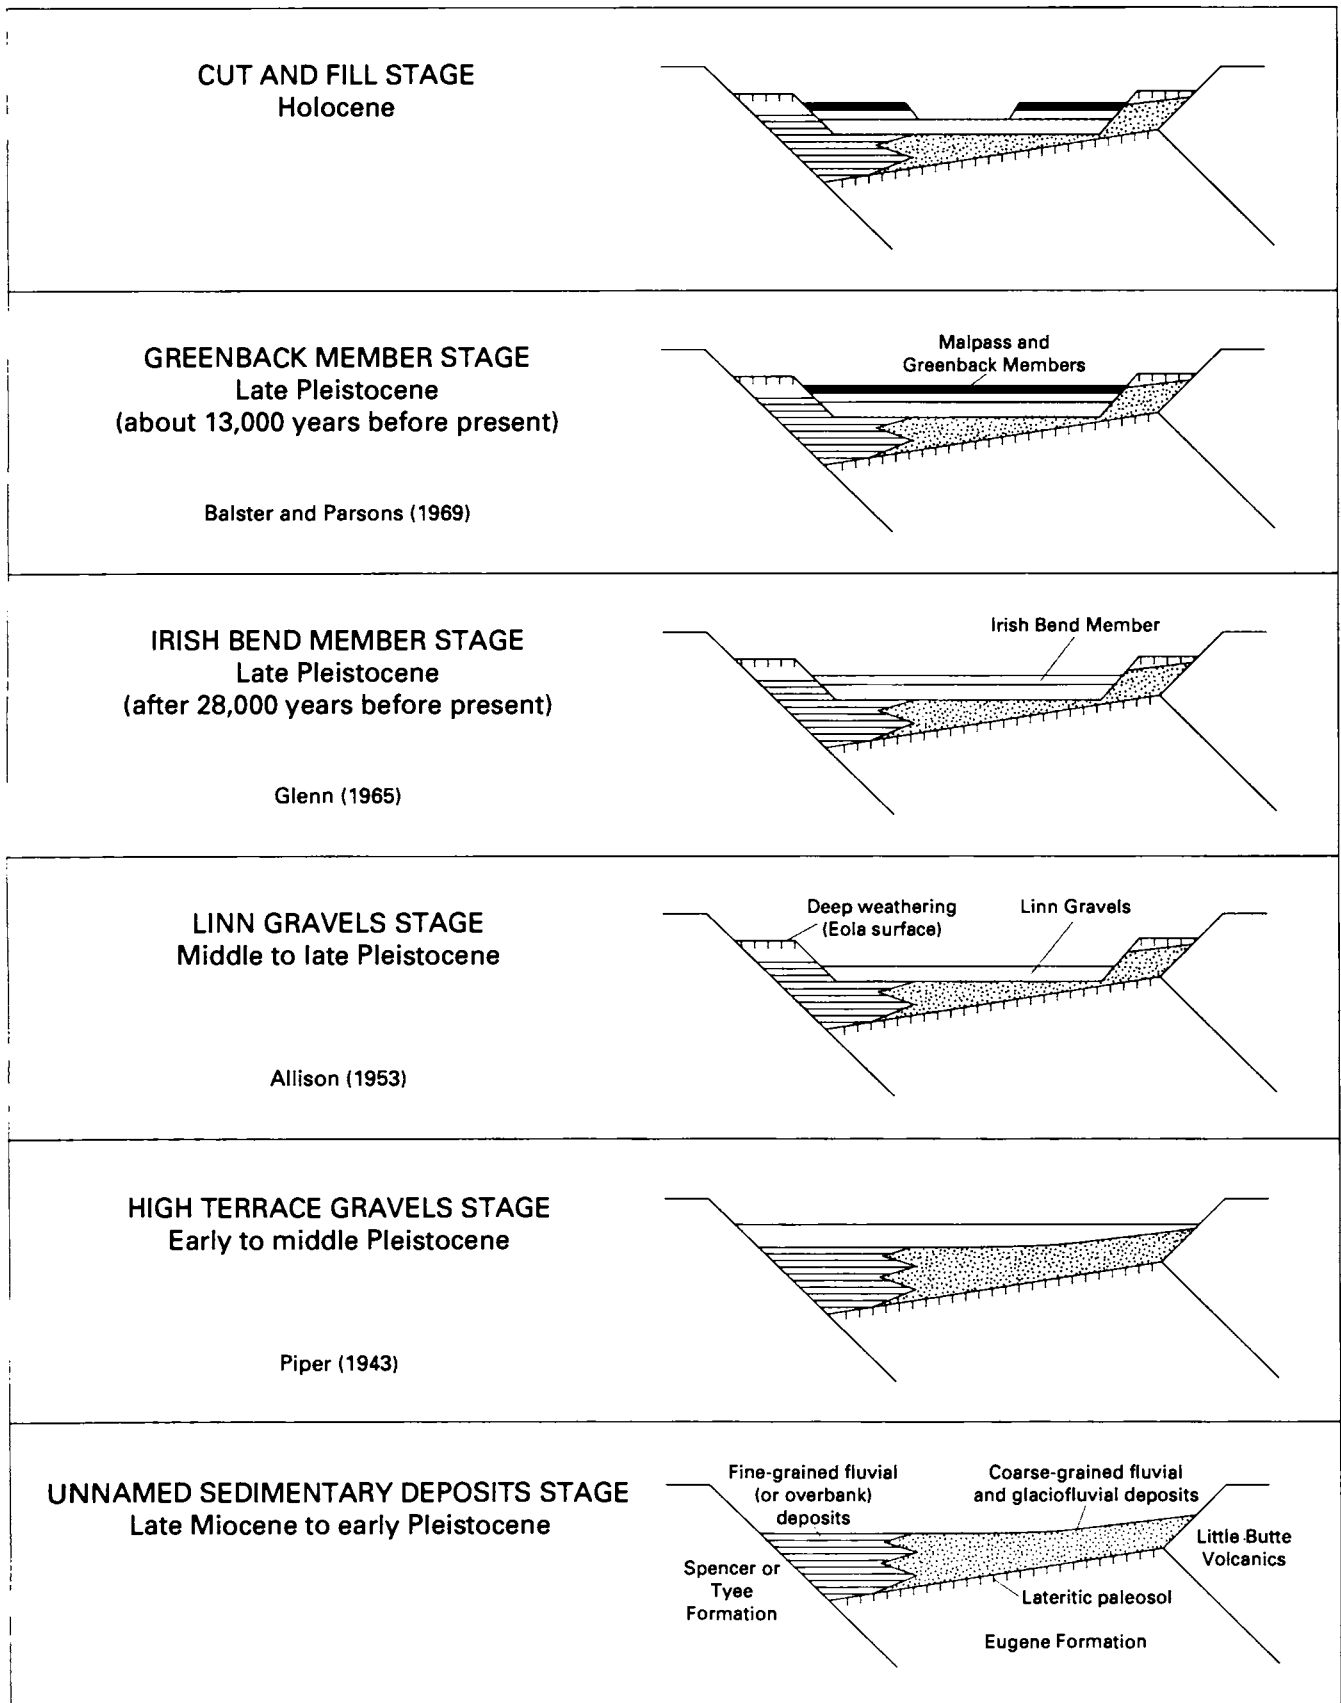 CUT AND FILL STAGE
Holocene
GREENBACK MEMBER STAGE
Late Pleistocene
(about 13,000 years before present)
Balster and Parsons (1969)
Malpass and
Greenback Members
IRISH BEND MEMBER STAGE
Late Pleistocene
(after 28,000 years before present)
Glenn (1965)
Irish Bend Member
LINN GRAVELS STAGE
Middle to late Pleistocene
Allison (1953)
Deep weathering
(Eola surface)
Linn Gravels
HIGH TERRACE GRAVELS STAGE
Early to middle Pleistocene
Piper (1943)
UNNAMED SEDIMENTARY DEPOSITS STAGE
Late Miocene to early Pleistocene
Fine-grained fluvial
(or overbank)
deposits
Coarse-grained fluvial
and glaciofluvial deposits
Spencer or
Tyee
Formation
Little Butte
Volcanics
Lateritic paleosol
Eugene Formation